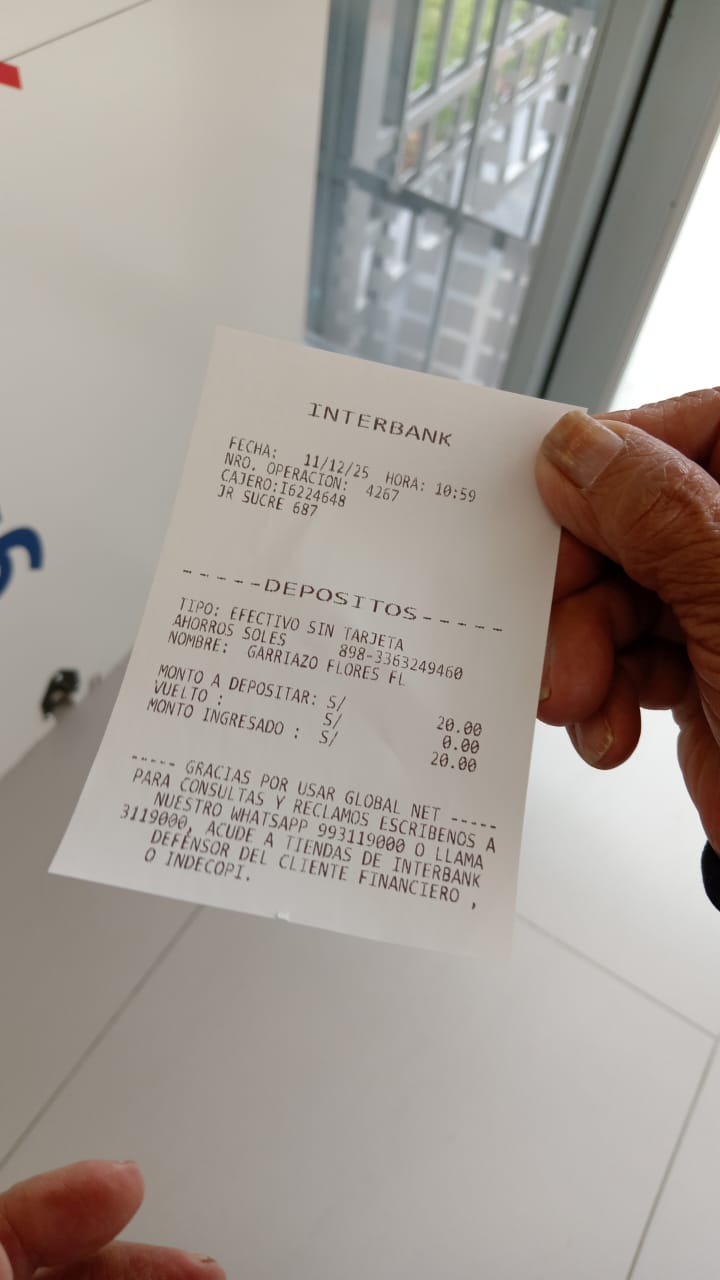 INTERBANK
FECHA: 11/12/25 HORA: 10:59
NRO. OPERACION: 4267
CAJERO:I6224648
JR SUCRE 687
-----DEPOSITOS-----
TIPO: EFECTIVO SIN TARJETA
AHORROS SOLES 898-3363249460
NOMBRE: GARRIAZO FLORES FL
MONTO A DEPOSITAR: S/ 20.00
VUELTO : S/ 0.00
MONTO INGRESADO : S/ 20.00
----- GRACIAS POR USAR GLOBAL NET -----
PARA CONSULTAS Y RECLAMOS ESCRIBENOS A
NUESTRO WHATSAPP 993119000 O LLAMA
3119000, ACUDE A TIENDAS DE INTERBANK
DEFENSOR DEL CLIENTE FINANCIERO ,
O INDECOPI.